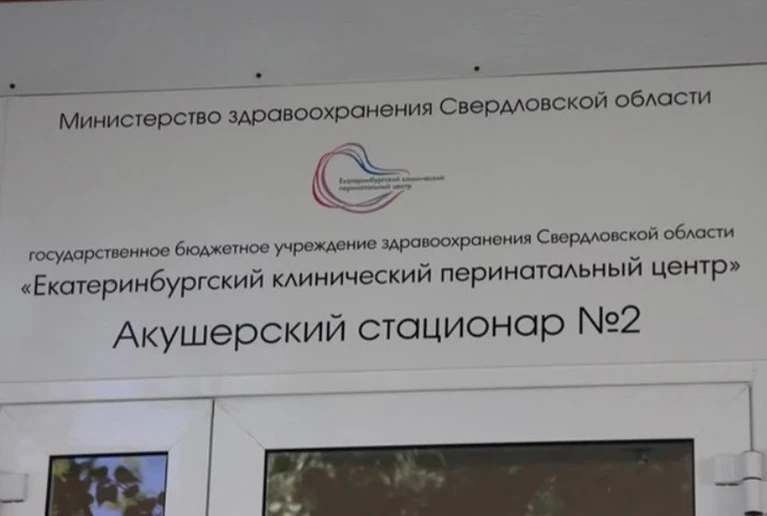 Министерство здравоохранения Свердловской области
Екатеринбургский клинический
перинатальный центр
государственное бюджетное учреждение здравоохранения Свердловской области
«Екатеринбургский клинический перинатальный центр»
Акушерский стационар №2